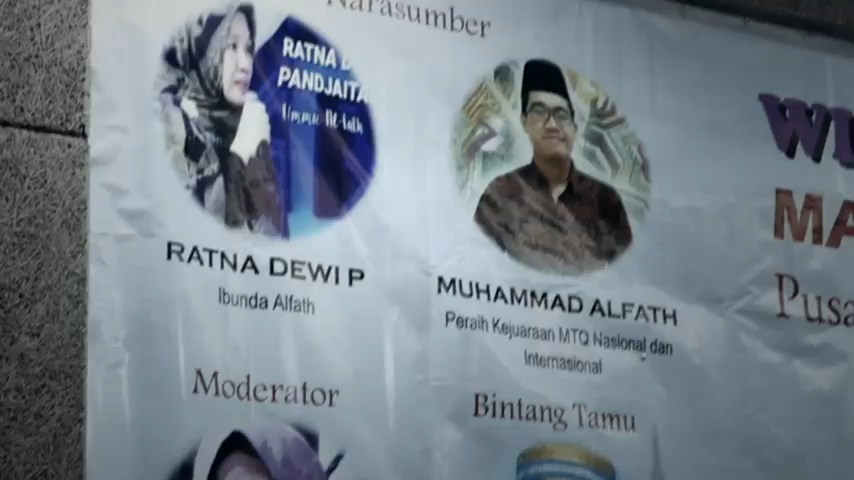 Narasumber
RATNA D
PANDJAITA
RATNA DEWI P
Ibunda Alfath
MUHAMMAD ALFATH
Peraih Kejuaraan MTQ Nasional dan
Internasional
Moderator
Bintang Tamu
WI
MA
Pusa